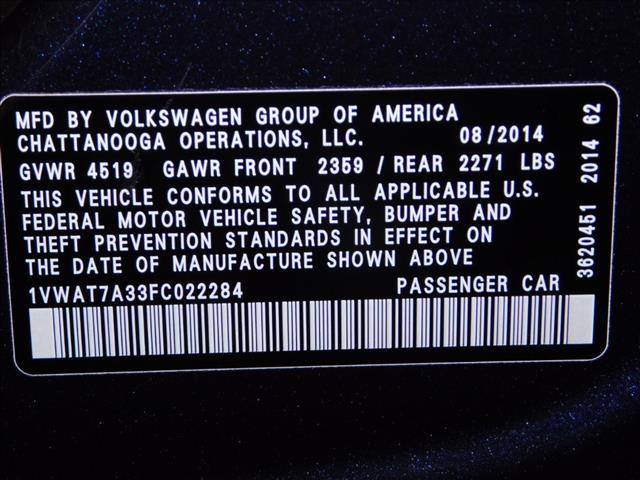 MFD BY VOLKSWAGEN GROUP OF AMERICA
CHATTANOOGA OPERATIONS, LLC. 08/2014
GVWR 4519 GAWR FRONT 2359 / REAR 2271 LBS
THIS VEHICLE CONFORMS TO ALL APPLICABLE U.S.
FEDERAL MOTOR VEHICLE SAFETY, BUMPER AND
THEFT PREVENTION STANDARDS IN EFFECT ON
THE DATE OF MANUFACTURE SHOWN ABOVE
1VWAT7A33FC022284 PASSENGER CAR
3620451 2014 62